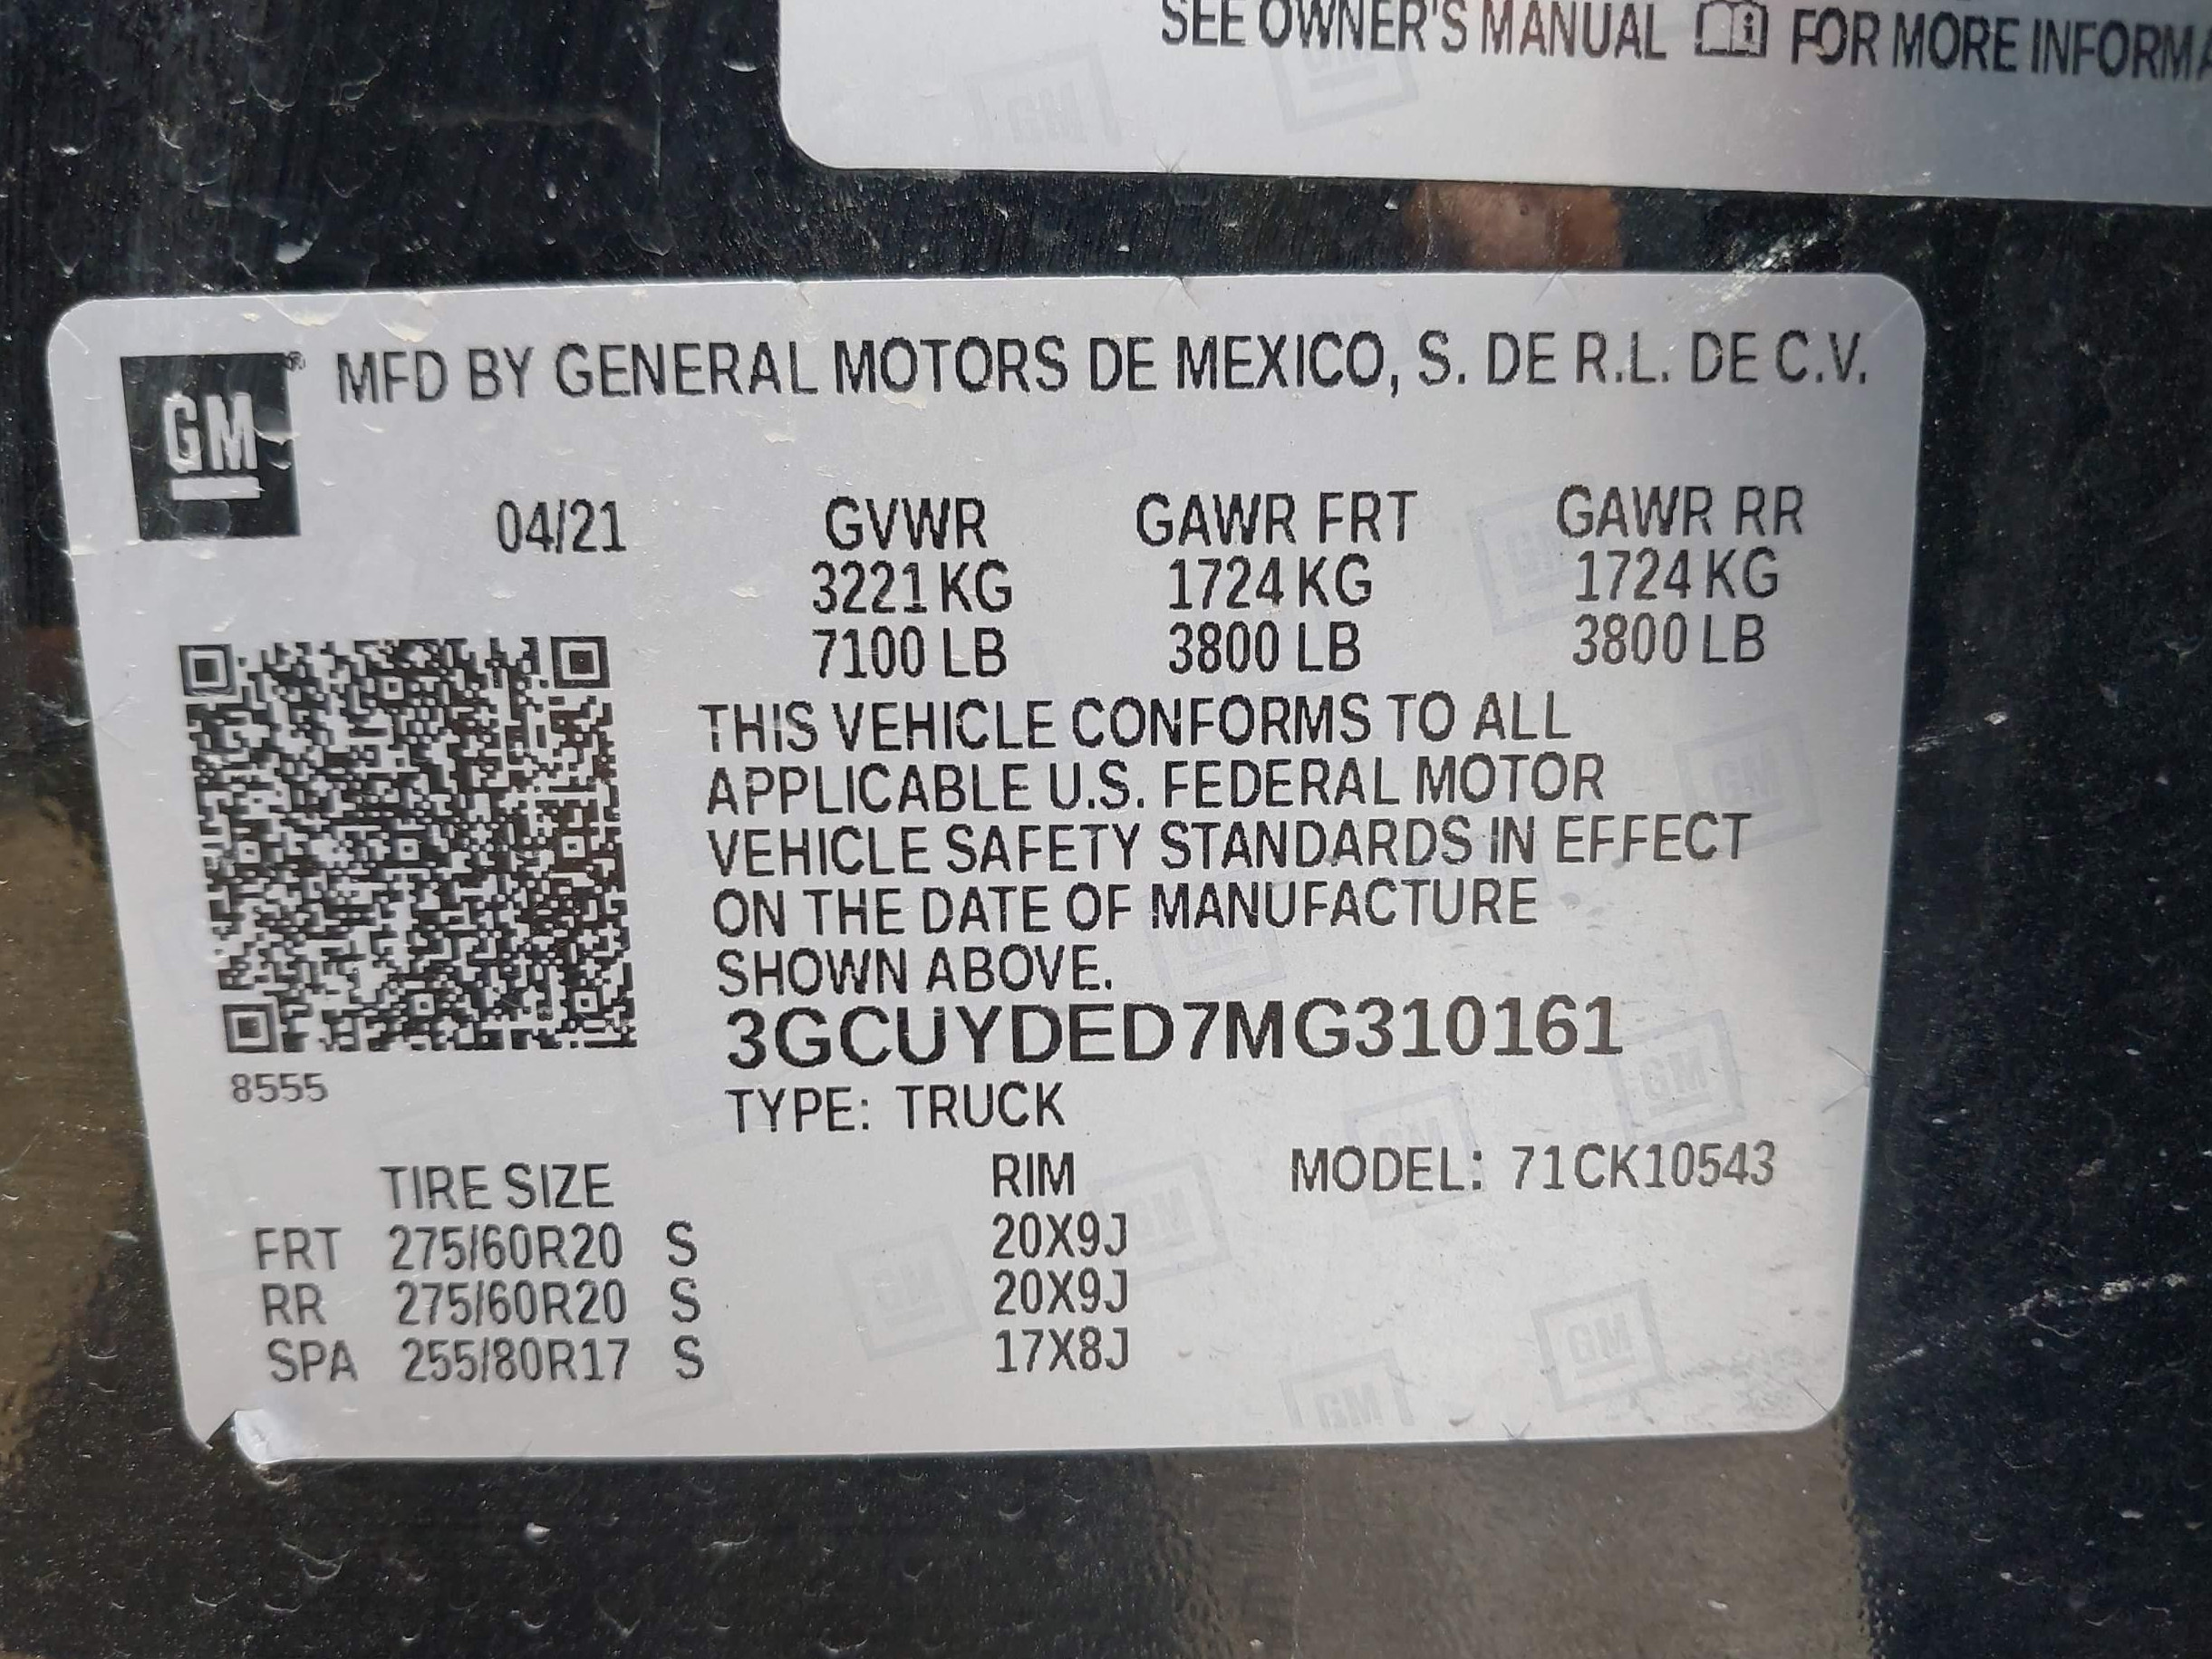 SEE OWNER'S MANUAL FOR MORE
GM ® MFD BY GENERAL MOTORS DE MEXICO, S. DE R.L. DE C.V.
04/21 GVWR GAWR FRT GAWR RR
3221 KG 1724 KG 1724 KG
7100 LB 3800 LB 3800 LB
THIS VEHICLE CONFORMS TO ALL
APPLICABLE U.S. FEDERAL MOTOR
VEHICLE SAFETY STANDARDS IN EFFECT
ON THE DATE OF MANUFACTURE
SHOWN ABOVE.
3GCUYDED7MG310161
8555
TYPE: TRUCK
TIRE SIZE RIM MODEL: 71CK10543
FRT 275/60R20 S 20X9J
RR 275/60R20 S 20X9J
SPA 255/80R17 S 17X8J